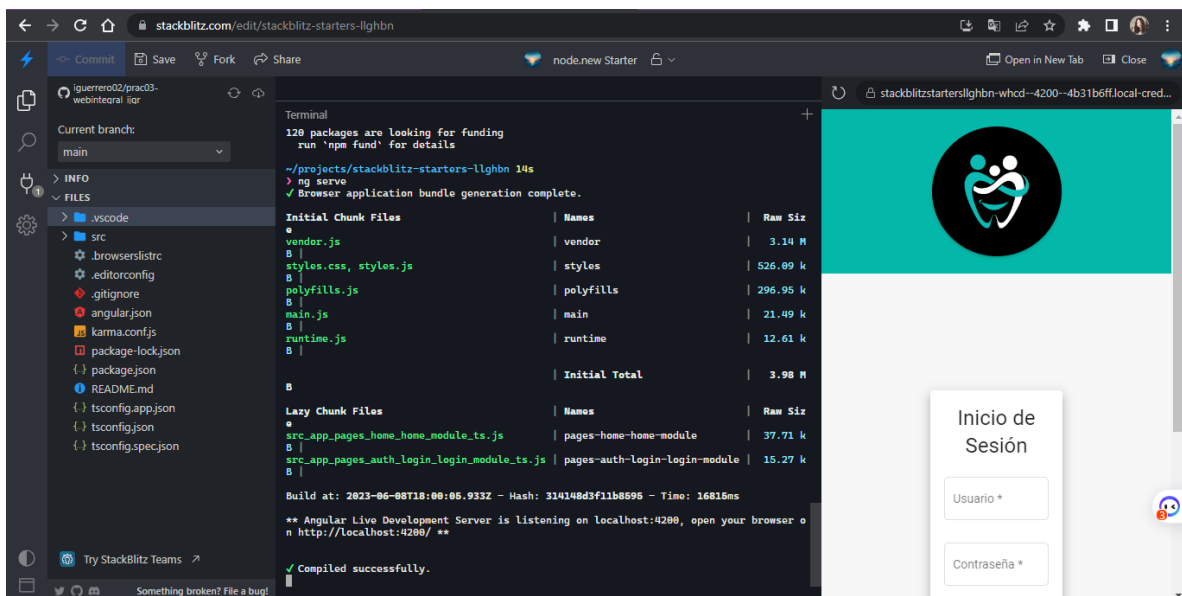 stackblitz.com/edit/stackblitz-starters-llghbn
Commit
Save
Fork
Share
node.new Starter
Open in New Tab
Close
iguerrero02/prac03-
webintegral_jigr
Current branch:
main
INFO
FILES
.vscode
src
.browserslistrc
.editorconfig
.gitignore
angular.json
karma.conf.js
package-lock.json
package.json
README.md
tsconfig.app.json
tsconfig.json
tsconfig.spec.json
Try StackBlitz Teams
Something broken? File a bug!
Terminal
120 packages are looking for funding
run `npm fund` for details
~/projects/stackblitz-starters-llghbn 14s
❯ ng serve
✓ Browser application bundle generation complete.
Initial Chunk Files | Names | Raw Siz
e
vendor.js | vendor | 3.14 M
B |
styles.css, styles.js | styles | 526.09 k
B |
polyfills.js | polyfills | 296.95 k
B |
main.js | main | 21.49 k
B |
runtime.js | runtime | 12.61 k
B |
| Initial Total | 3.98 M
B
Lazy Chunk Files | Names | Raw Siz
e
src_app_pages_home_home_module_ts.js | pages-home-home-module | 37.71 k
B |
src_app_pages_auth_login_login_module_ts.js | pages-auth-login-login-module | 15.27 k
B |
Build at: 2023-06-08T18:00:05.933Z - Hash: 314148d3f11b8595 - Time: 16815ms
** Angular Live Development Server is listening on localhost:4200, open your browser o
n http://localhost:4200/ **
✓ Compiled successfully.
stackblitzstartersllghbn-whcd--4200--4b31b6ff.local-cred...
Inicio de
Sesión
Usuario *
Contraseña *
3
1